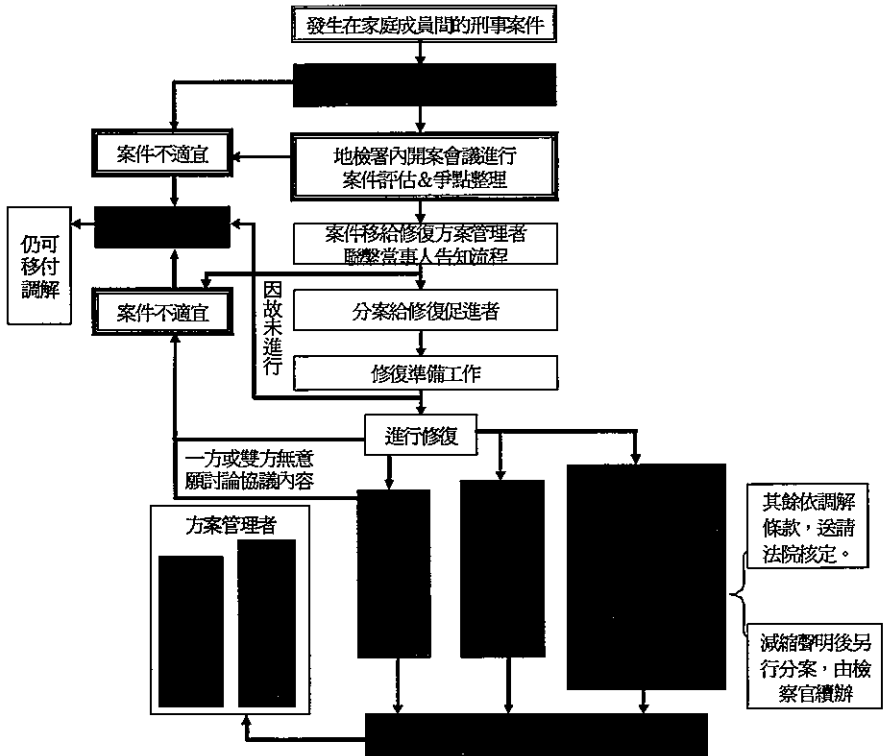 發生在家庭成員間的刑事案件
案件不適宜
地檢署內開案會議進行
案件評估&爭點整理
仍可
移付
調解
案件移給修復方案管理者
聯繫當事人告知流程
案件不適宜
因故未進行
分案給修復促進者
修復準備工作
進行修復
一方或雙方無意
願討論協議內容
方案管理者
其餘依調解
條款，送請
法院核定。
減縮聲明後另
行分案，由檢
察官續辦